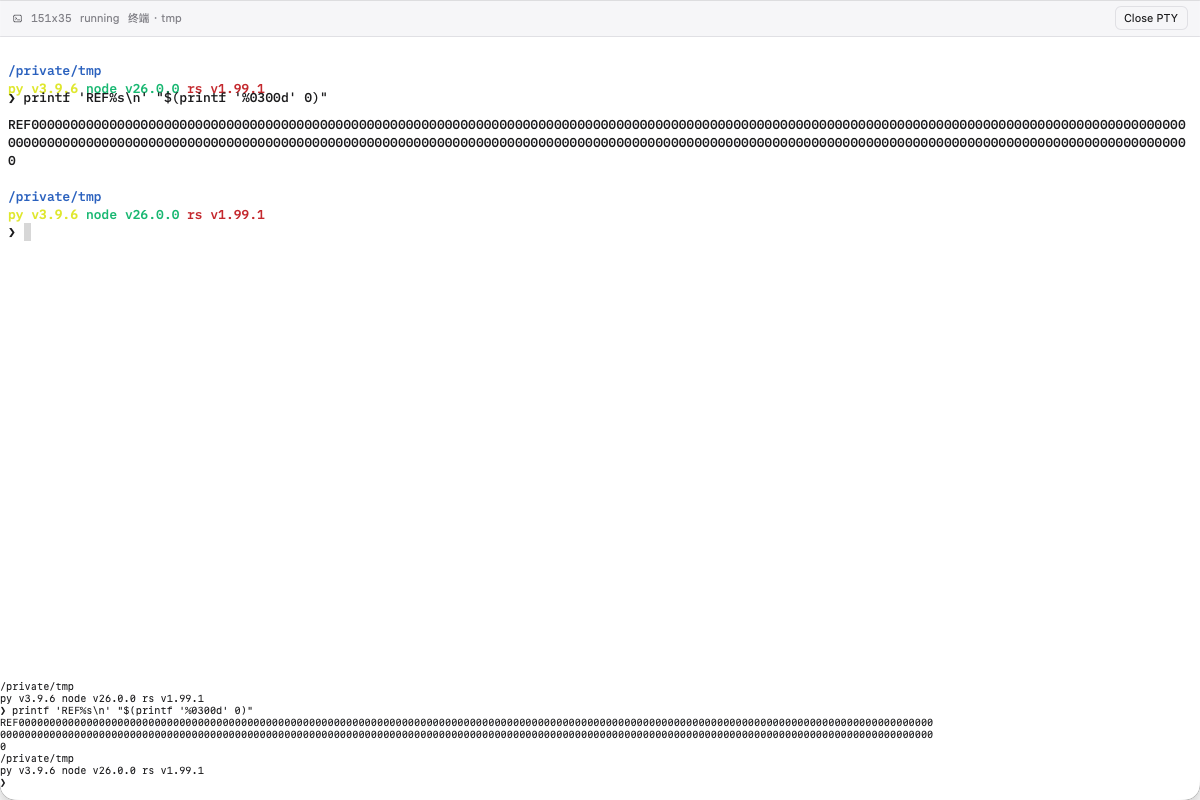 151x35 running 终端 · tmp
Close PTY
/private/tmp
py v3.9.6 node v26.0.0 rs v1.99.1
❯ printf 'REF%s\n' "$(printf '%0300d' 0)"
REF0000000000000000000000000000000000000000000000000000000000000000000000000000000000000000000000000000000000000000000000000000000000000000000000000000
0000000000000000000000000000000000000000000000000000000000000000000000000000000000000000000000000000000000000000000000000000000000000000000000000000000
0
/private/tmp
py v3.9.6 node v26.0.0 rs v1.99.1
❯
/private/tmp
py v3.9.6 node v26.0.0 rs v1.99.1
❯ printf 'REF%s\n' "$(printf '%0300d' 0)"
REF0000000000000000000000000000000000000000000000000000000000000000000000000000000000000000000000000000000000000000000000000000000000000000000000000000
0000000000000000000000000000000000000000000000000000000000000000000000000000000000000000000000000000000000000000000000000000000000000000000000000000000
0
/private/tmp
py v3.9.6 node v26.0.0 rs v1.99.1
❯